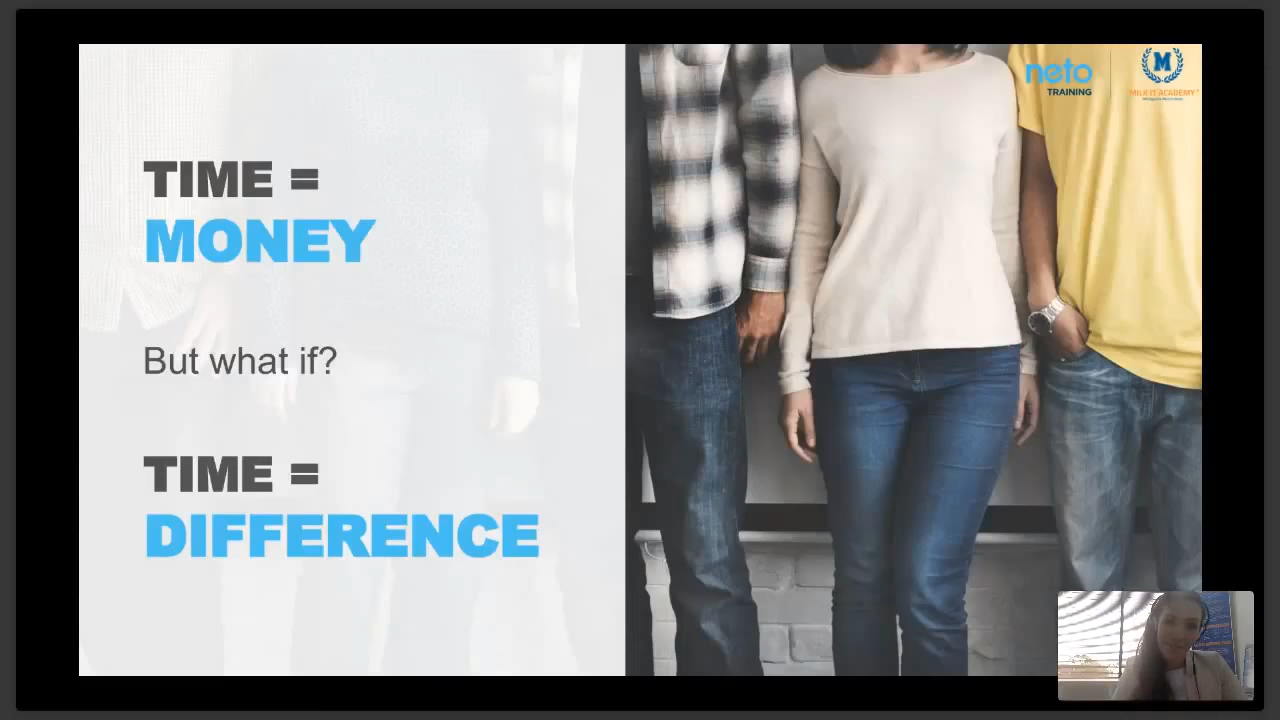 TIME =
MONEY
But what if?
TIME =
DIFFERENCE
neto
TRAINING
M
MILK IT ACADEMY